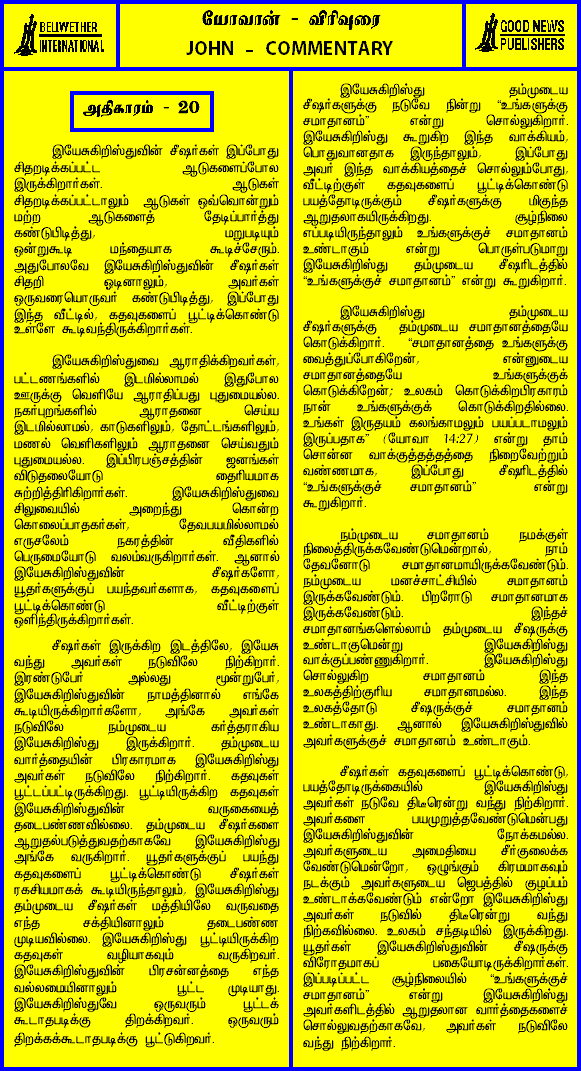 BELIWETHER
INTERNATIONAL
யோவான் - விரிவுரை
JOHN - COMMENTARY
GOOD NEWS
PUBLISHERS
அதிகாரம் - 20
இயேசுகிறிஸ்துவின் சீஷர்கள் இப்போது
சிதறடிக்கப்பட்ட ஆடுகளைப்போல
இருக்கிறார்கள். ஆடுகள்
சிதறடிக்கப்பட்டாலும் ஆடுகள் ஒவ்வொன்றும்
மற்ற ஆடுகளைத் தேடிப்பார்த்து
கண்டுபிடித்து, மறுபடியும்
ஒன்றுகூடி மந்தையாக கூடிச்சேரும்.
அதுபோலவே இயேசுகிறிஸ்துவின் சீஷர்கள்
சிதறி ஓடினாலும், அவர்கள்
ஒருவரையொருவர் கண்டுபிடித்து, இப்போது
இந்த வீட்டில், கதவுகளைப் பூட்டிக்கொண்டு
உள்ளே கூடிவந்திருக்கிறார்கள்.
இயேசுகிறிஸ்துவை ஆராதிக்கிறவர்கள்,
பட்டணங்களில் இடமில்லாமல் இதுபோல
ஊருக்கு வெளியே ஆராதிப்பது புதுமையல்ல.
நகர்புறங்களில் ஆராதனை செய்ய
இடமில்லாமல், காடுகளிலும், தோட்டங்களிலும்,
மணல் வெளிகளிலும் ஆராதனை செய்வதும்
புதுமையல்ல. இப்பிரபஞ்சத்தின் ஜனங்கள்
விடுதலையோடு தைரியமாக
சுற்றித்திரிகிறார்கள். இயேசுகிறிஸ்துவை
சிலுவையில் அறைந்து கொன்ற
கொலைப்பாதகர்கள், தேவபயமில்லாமல்
எருசலேம் நகரத்தின் வீதிகளில்
பெருமையோடு வலம்வருகிறார்கள். ஆனால்
இயேசுகிறிஸ்துவின் சீஷர்களோ,
யூதர்களுக்குப் பயந்தவர்களாக, கதவுகளைப்
பூட்டிக்கொண்டு வீட்டிற்குள்
ஒளிந்திருக்கிறார்கள்.
சீஷர்கள் இருக்கிற இடத்திலே, இயேசு
வந்து அவர்கள் நடுவிலே நிற்கிறார்.
இரண்டுபேர் அல்லது மூன்றுபேர்,
இயேசுகிறிஸ்துவின் நாமத்தினால் எங்கே
கூடியிருக்கிறார்களோ, அங்கே அவர்கள்
நடுவிலே நம்முடைய கர்த்தராகிய
இயேசுகிறிஸ்து இருக்கிறார். தம்முடைய
வார்த்தையின் பிரகாரமாக இயேசுகிறிஸ்து
அவர்கள் நடுவிலே நிற்கிறார். கதவுகள்
பூட்டப்பட்டிருக்கிறது. பூட்டியிருக்கிற கதவுகள்
இயேசுகிறிஸ்துவின் வருகையைத்
தடைபண்ணவில்லை. தம்முடைய சீஷர்களை
ஆறுதல்படுத்துவதற்காகவே இயேசுகிறிஸ்து
அங்கே வருகிறார். யூதர்களுக்குப் பயந்து
கதவுகளைப் பூட்டிக்கொண்டு சீஷர்கள்
ரகசியமாகக் கூடியிருந்தாலும், இயேசுகிறிஸ்து
தம்முடைய சீஷர்கள் மத்தியிலே வருவதை
எந்த சக்தியினாலும் தடைபண்ண
முடியவில்லை. இயேசுகிறிஸ்து பூட்டியிருக்கிற
கதவுகள் வழியாகவும் வருகிறவர்.
இயேசுகிறிஸ்துவின் பிரசன்னத்தை எந்த
வல்லமையினாலும் பூட்ட முடியாது.
இயேசுகிறிஸ்துவே ஒருவரும் பூட்டக்
கூடாதபடிக்கு திறக்கிறவர். ஒருவரும்
திறக்கக்கூடாதபடிக்கு பூட்டுகிறவர்.
இயேசுகிறிஸ்து தம்முடைய
சீஷர்களுக்கு நடுவே நின்று "உங்களுக்கு
சமாதானம்" என்று சொல்லுகிறார்.
இயேசுகிறிஸ்து கூறுகிற இந்த வாக்கியம்,
பொதுவானதாக இருந்தாலும், இப்போது
அவர் இந்த வாக்கியத்தைச் சொல்லும்போது,
வீட்டிற்குள் கதவுகளைப் பூட்டிக்கொண்டு
பயத்தோடிருக்கும் சீஷர்களுக்கு மிகுந்த
ஆறுதலாகயிருக்கிறது. சூழ்நிலை
எப்படியிருந்தாலும் உங்களுக்குச் சமாதானம்
உண்டாகும் என்று பொருள்படுமாறு
இயேசுகிறிஸ்து தம்முடைய சீஷரிடத்தில்
"உங்களுக்குச் சமாதானம்" என்று கூறுகிறார்.
இயேசுகிறிஸ்து தம்முடைய
சீஷர்களுக்கு தம்முடைய சமாதானத்தையே
கொடுக்கிறார். "சமாதானத்தை உங்களுக்கு
வைத்துப்போகிறேன், என்னுடைய
சமாதானத்தையே உங்களுக்குக்
கொடுக்கிறேன்; உலகம் கொடுக்கிறபிரகாரம்
நான் உங்களுக்குக் கொடுக்கிறதில்லை.
உங்கள் இருதயம் கலங்காமலும் பயப்படாமலும்
இருப்பதாக" (யோவா 14:27) என்று தாம்
சொன்ன வாக்குத்தத்தத்தை நிறைவேற்றும்
வண்ணமாக, இப்போது சீஷரிடத்தில்
"உங்களுக்குச் சமாதானம்" என்று
கூறுகிறார்.
நம்முடைய சமாதானம் நமக்குள்
நிலைத்திருக்கவேண்டுமென்றால், நாம்
தேவனோடு சமாதானமாயிருக்கவேண்டும்.
நம்முடைய மனச்சாட்சியில் சமாதானம்
இருக்கவேண்டும். பிறரோடு சமாதானமாக
இருக்கவேண்டும். இந்தச்
சமாதானங்களெல்லாம் தம்முடைய சீஷருக்கு
உண்டாகுமென்று இயேசுகிறிஸ்து
வாக்குப்பண்ணுகிறார். இயேசுகிறிஸ்து
சொல்லுகிற சமாதானம் இந்த
உலகத்திற்குரிய சமாதானமல்ல. இந்த
உலகத்தோடு சீஷருக்குச் சமாதானம்
உண்டாகாது. ஆனால் இயேசுகிறிஸ்துவில்
அவர்களுக்குச் சமாதானம் உண்டாகும்.
சீஷர்கள் கதவுகளைப் பூட்டிக்கொண்டு,
பயத்தோடிருக்கையில் இயேசுகிறிஸ்து
அவர்கள் நடுவே திடீரென்று வந்து நிற்கிறார்.
அவர்களை பயமுறுத்தவேண்டுமென்பது
இயேசுகிறிஸ்துவின் நோக்கமல்ல.
அவர்களுடைய அமைதியை சீர்குலைக்க
வேண்டுமென்றோ, ஒழுங்கும் கிரமமாகவும்
நடக்கும் அவர்களுடைய ஜெபத்தில் குழப்பம்
உண்டாக்கவேண்டும் என்றோ இயேசுகிறிஸ்து
அவர்கள் நடுவில் திடீரென்று வந்து
நிற்கவில்லை. உலகம் சந்தடியில் இருக்கிறது.
யூதர்கள் இயேசுகிறிஸ்துவின் சீஷருக்கு
விரோதமாகப் பகையோடிருக்கிறார்கள்.
இப்படிப்பட்ட சூழ்நிலையில் "உங்களுக்குச்
சமாதானம்" என்று இயேசுகிறிஸ்து
அவர்களிடத்தில் ஆறுதலான வார்த்தைகளைச்
சொல்லுவதற்காகவே, அவர்கள் நடுவிலே
வந்து நிற்கிறார்.